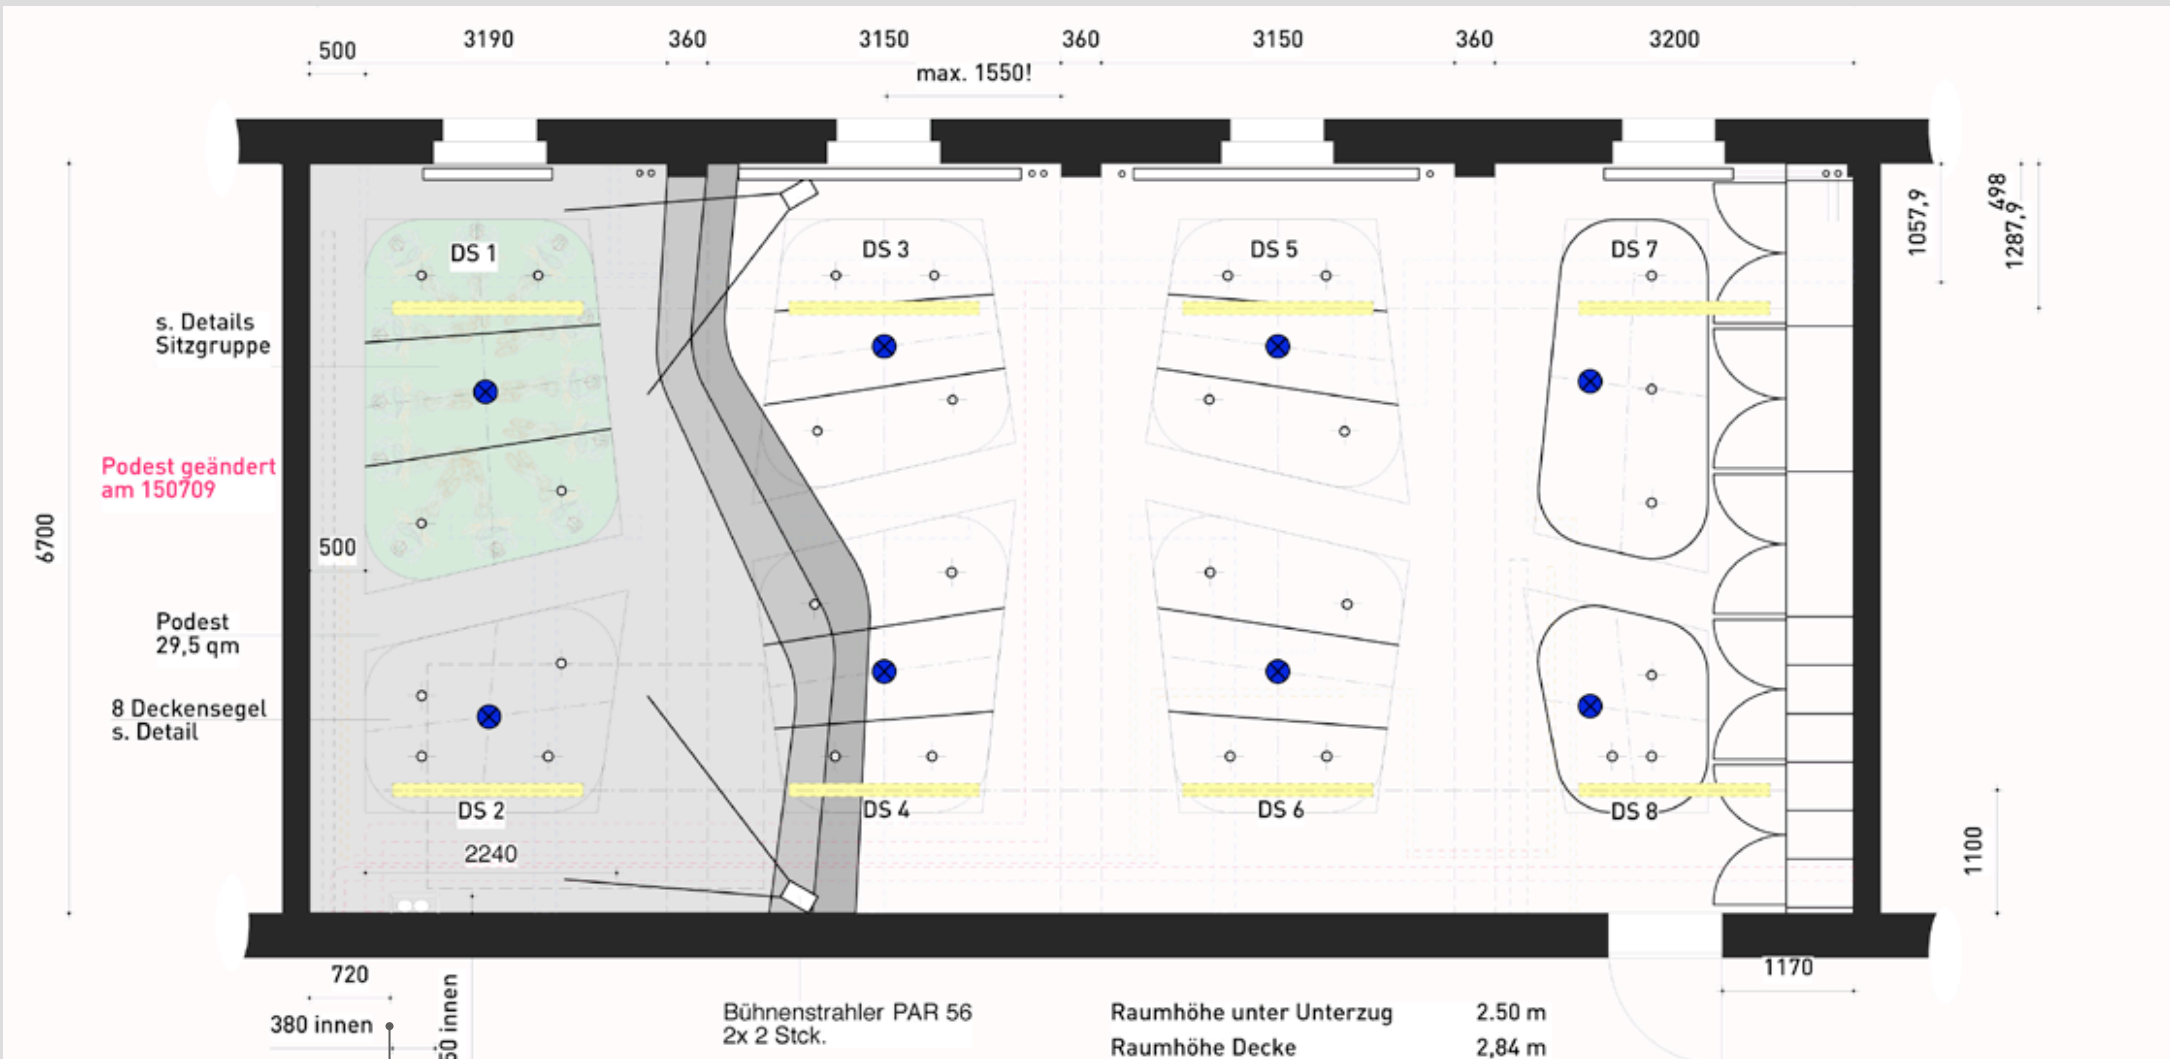 500
3190
360
3150
360
3150
360
3200
max. 1550!
DS 1
DS 3
DS 5
DS 7
1057,9
498
1287,9
s. Details
Sitzgruppe
Podest geändert
am 150709
6700
500
Podest
29,5 qm
8 Deckensegel
s. Detail
DS 2
DS 4
DS 6
DS 8
2240
1100
720
1170
380 innen
50 innen
Bühnenstrahler PAR 56
2x 2 Stck.
Raumhöhe unter Unterzug
2.50 m
Raumhöhe Decke
2,84 m